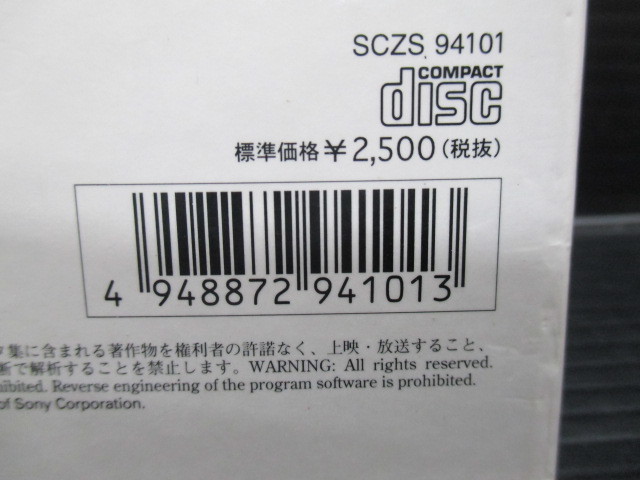 SCZS 94101
COMPACT
disc
標準価格￥2,500(税抜)
4 948872 941013
集に含まれる著作物を権利者の許諾なく、上映・放送すること、
断で解析することを禁止します。WARNING: All rights reserved.
hibited. Reverse engineering of the program software is prohibited.
of Sony Corporation.